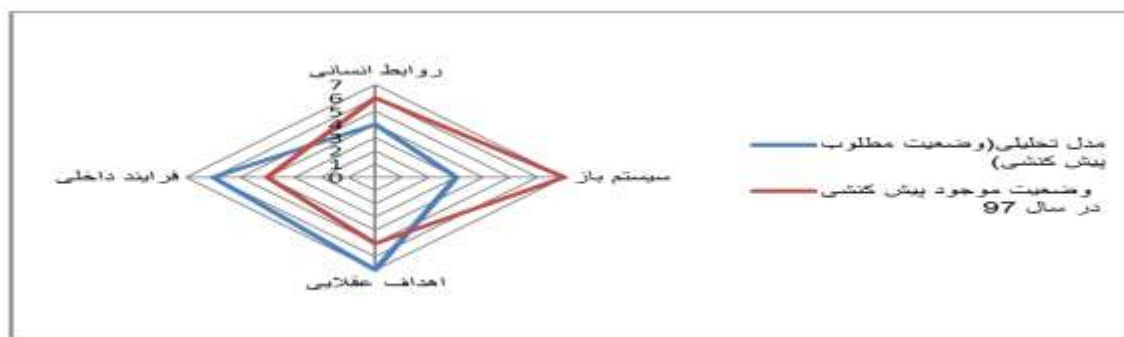 روابط انسانی
7
6
5
4
3
2
1
0
سیستم باز
اهداف عقلایی
فرایند داخلی
مدل تحلیلی(وضعیت مطلوب
پیش کنشی)
وضعیت موجود پیش کنشی
در سال 97